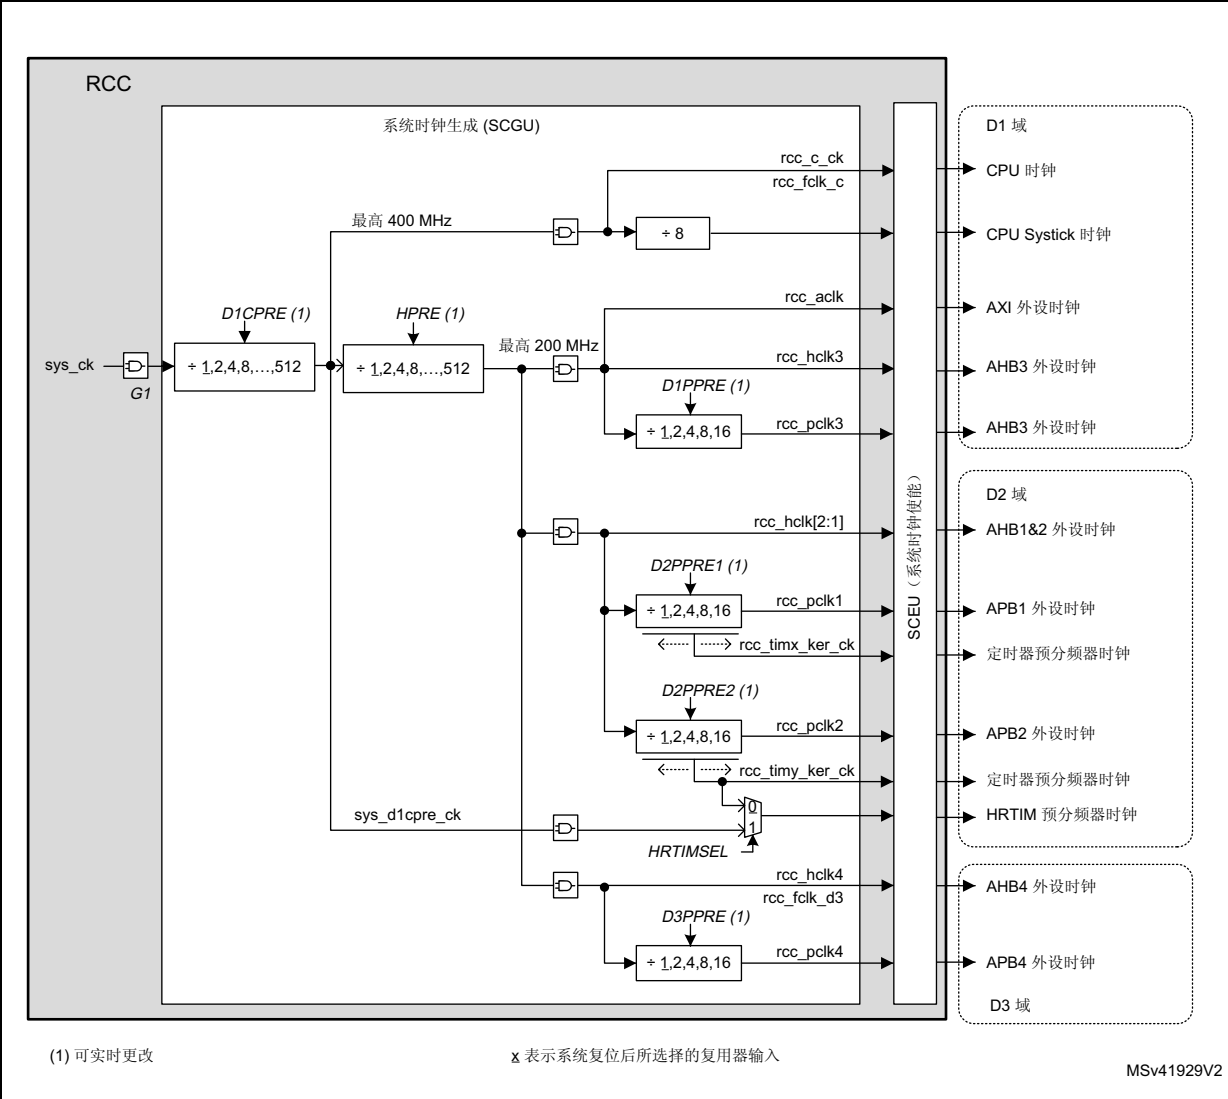 RCC
系统时钟生成 (SCGU)
D1 域
rcc_c_ck
CPU 时钟
rcc_fclk_c
最高 400 MHz
÷ 8
CPU Systick 时钟
rcc_aclk
AXI 外设时钟
D1CPRE (1)
HPRE (1)
最高 200 MHz
rcc_hclk3
AHB3 外设时钟
sys_ck
÷ 1,2,4,8,…,512
÷ 1,2,4,8,…,512
G1
D1PPRE (1)
÷ 1,2,4,8,16
rcc_pclk3
AHB3 外设时钟
SCEU（系统时钟使能）
D2 域
rcc_hclk[2:1]
AHB1&2 外设时钟
D2PPRE1 (1)
÷ 1,2,4,8,16
rcc_pclk1
APB1 外设时钟
rcc_timx_ker_ck
定时器预分频器时钟
D2PPRE2 (1)
÷ 1,2,4,8,16
rcc_pclk2
APB2 外设时钟
rcc_timy_ker_ck
定时器预分频器时钟
sys_d1cpre_ck
0
1
HRTIM 预分频器时钟
HRTIMSEL
rcc_hclk4
AHB4 外设时钟
rcc_fclk_d3
D3PPRE (1)
÷ 1,2,4,8,16
rcc_pclk4
APB4 外设时钟
D3 域
(1) 可实时更改
x 表示系统复位后所选择的复用器输入
MSv41929V2